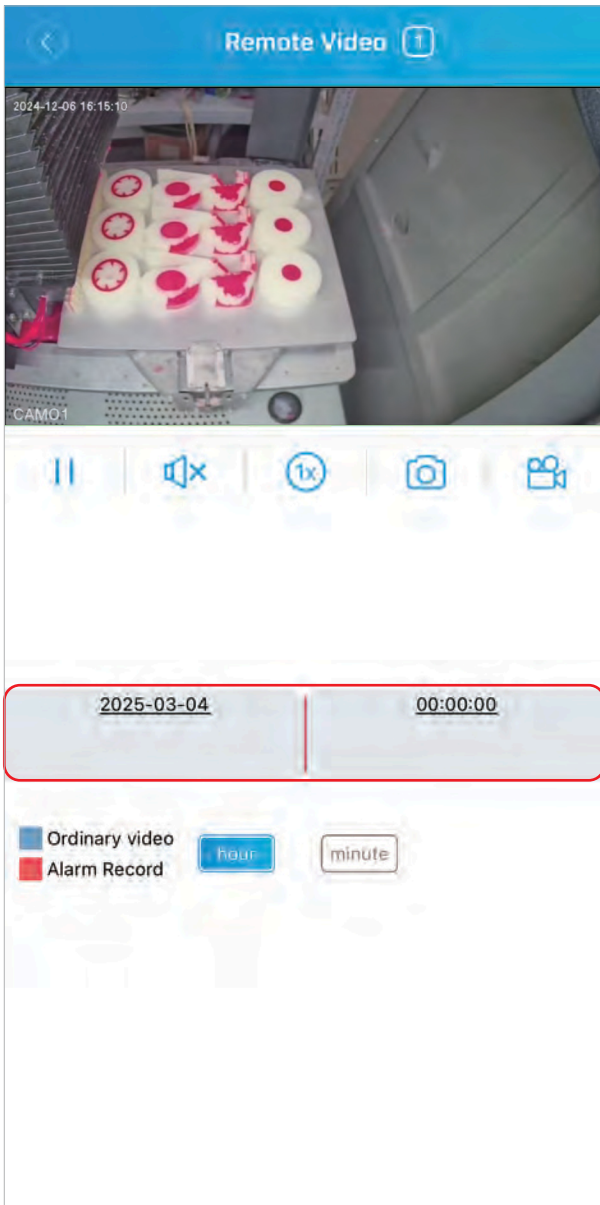 Remote Video 1
2024-12-06 16:15:10
CAMO1
1x
2025-03-04 00:00:00
Ordinary video
hour minute
Alarm Record